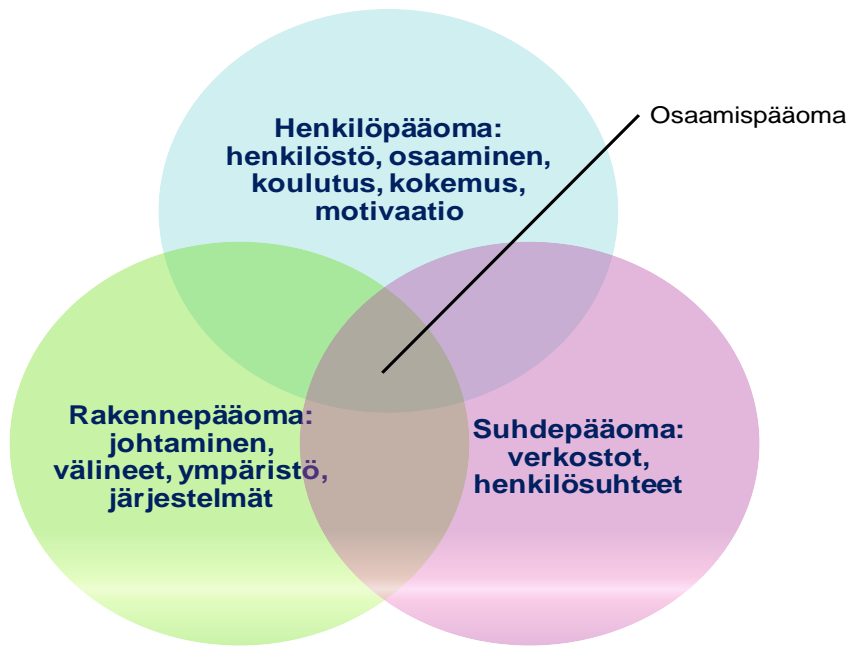 Osaamispääoma
Henkilöpääoma:
henkilöstö, osaaminen,
koulutus, kokemus,
motivaatio
Rakennepääoma:
johtaminen,
välineet, ympäristö,
järjestelmät
Suhdepääoma:
verkostot,
henkilösuhteet